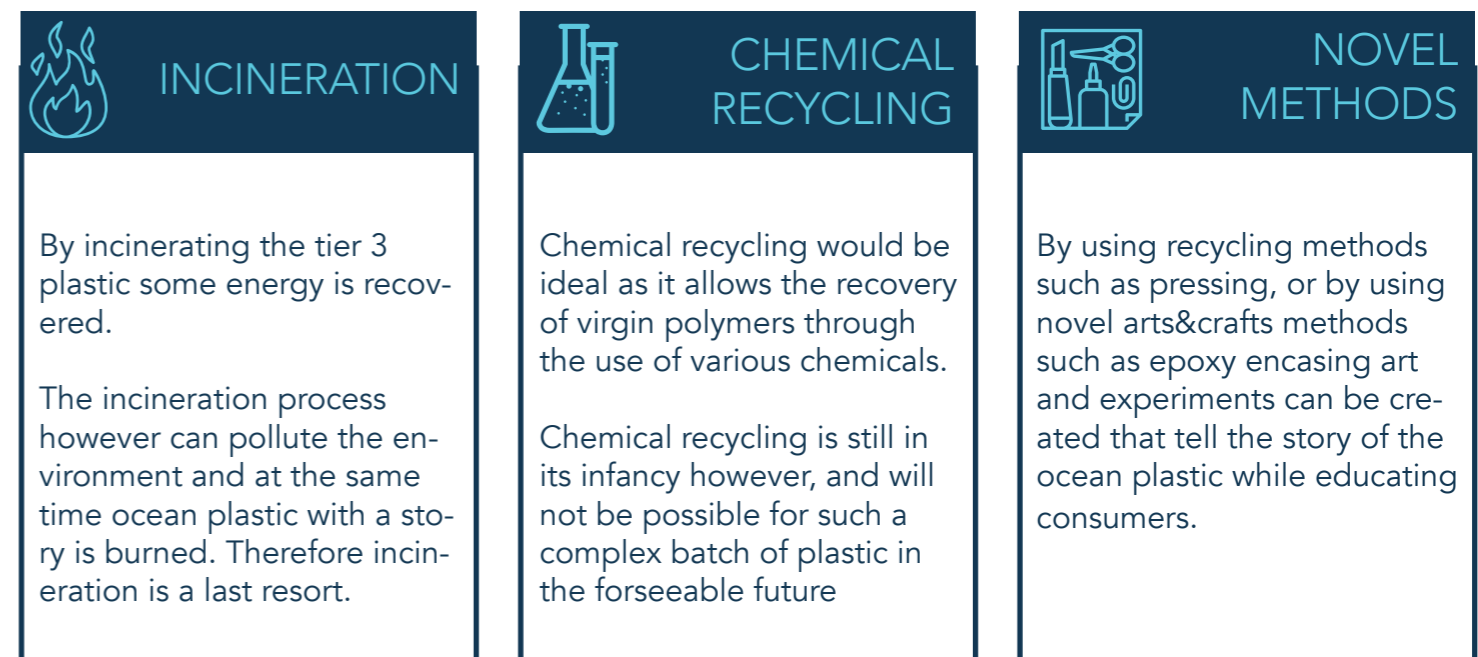 INCINERATION
By incinerating the tier 3
plastic some energy is recov-
ered.
The incineration process
however can pollute the en-
vironment and at the same
time ocean plastic with a sto-
ry is burned. Therefore incin-
eration is a last resort.
CHEMICAL
RECYCLING
Chemical recycling would be
ideal as it allows the recovery
of virgin polymers through
the use of various chemicals.
Chemical recycling is still in
its infancy however, and will
not be possible for such a
complex batch of plastic in
the forseeable future
NOVEL
METHODS
By using recycling methods
such as pressing, or by using
novel arts&crafts methods
such as epoxy encasing art
and experiments can be cre-
ated that tell the story of the
ocean plastic while educating
consumers.